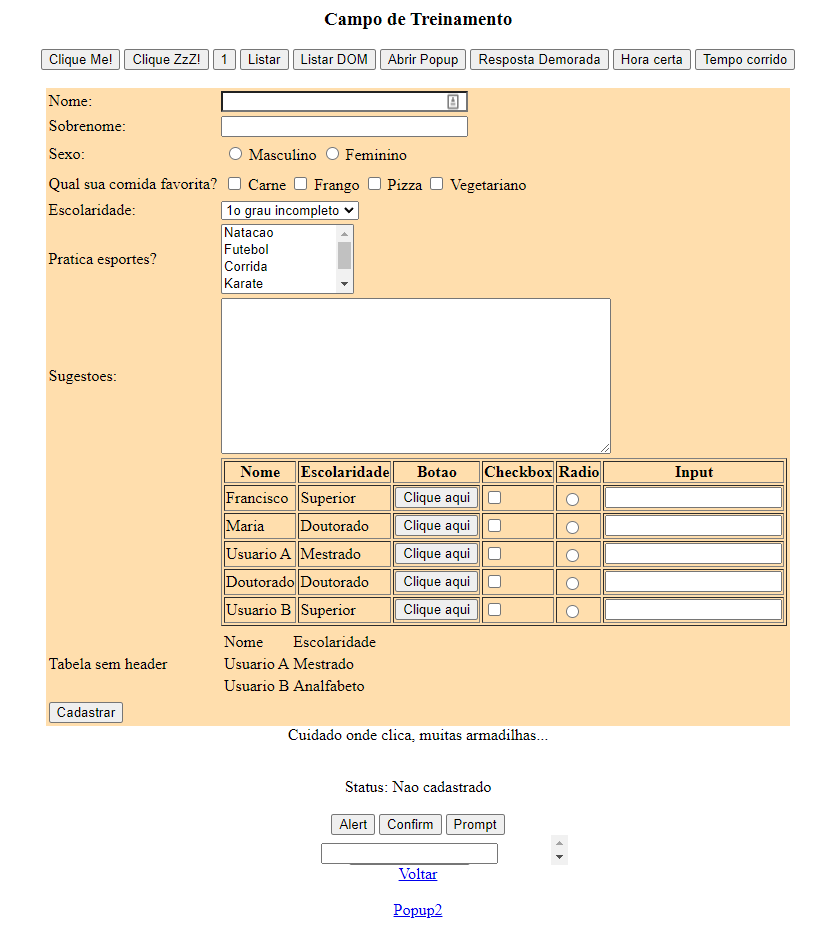 Campo de Treinamento
Clique Me! Clique ZzZ! 1 Listar Listar DOM Abrir Popup Resposta Demorada Hora certa Tempo corrido
Nome:
Sobrenome:
Sexo: Masculino Feminino
Qual sua comida favorita? Carne Frango Pizza Vegetariano
Escolaridade: 1o grau incompleto
Natacao
Futebol
Pratica esportes? Corrida
Karate
Sugestoes:
Nome Escolaridade Botao Checkbox Radio Input
Francisco Superior Clique aqui
Maria Doutorado Clique aqui
Usuario A Mestrado Clique aqui
Doutorado Doutorado Clique aqui
Usuario B Superior Clique aqui
Nome Escolaridade
Tabela sem header Usuario A Mestrado
Usuario B Analfabeto
Cadastrar
Cuidado onde clica, muitas armadilhas...
Status: Nao cadastrado
Alert Confirm Prompt
Voltar
Popup2